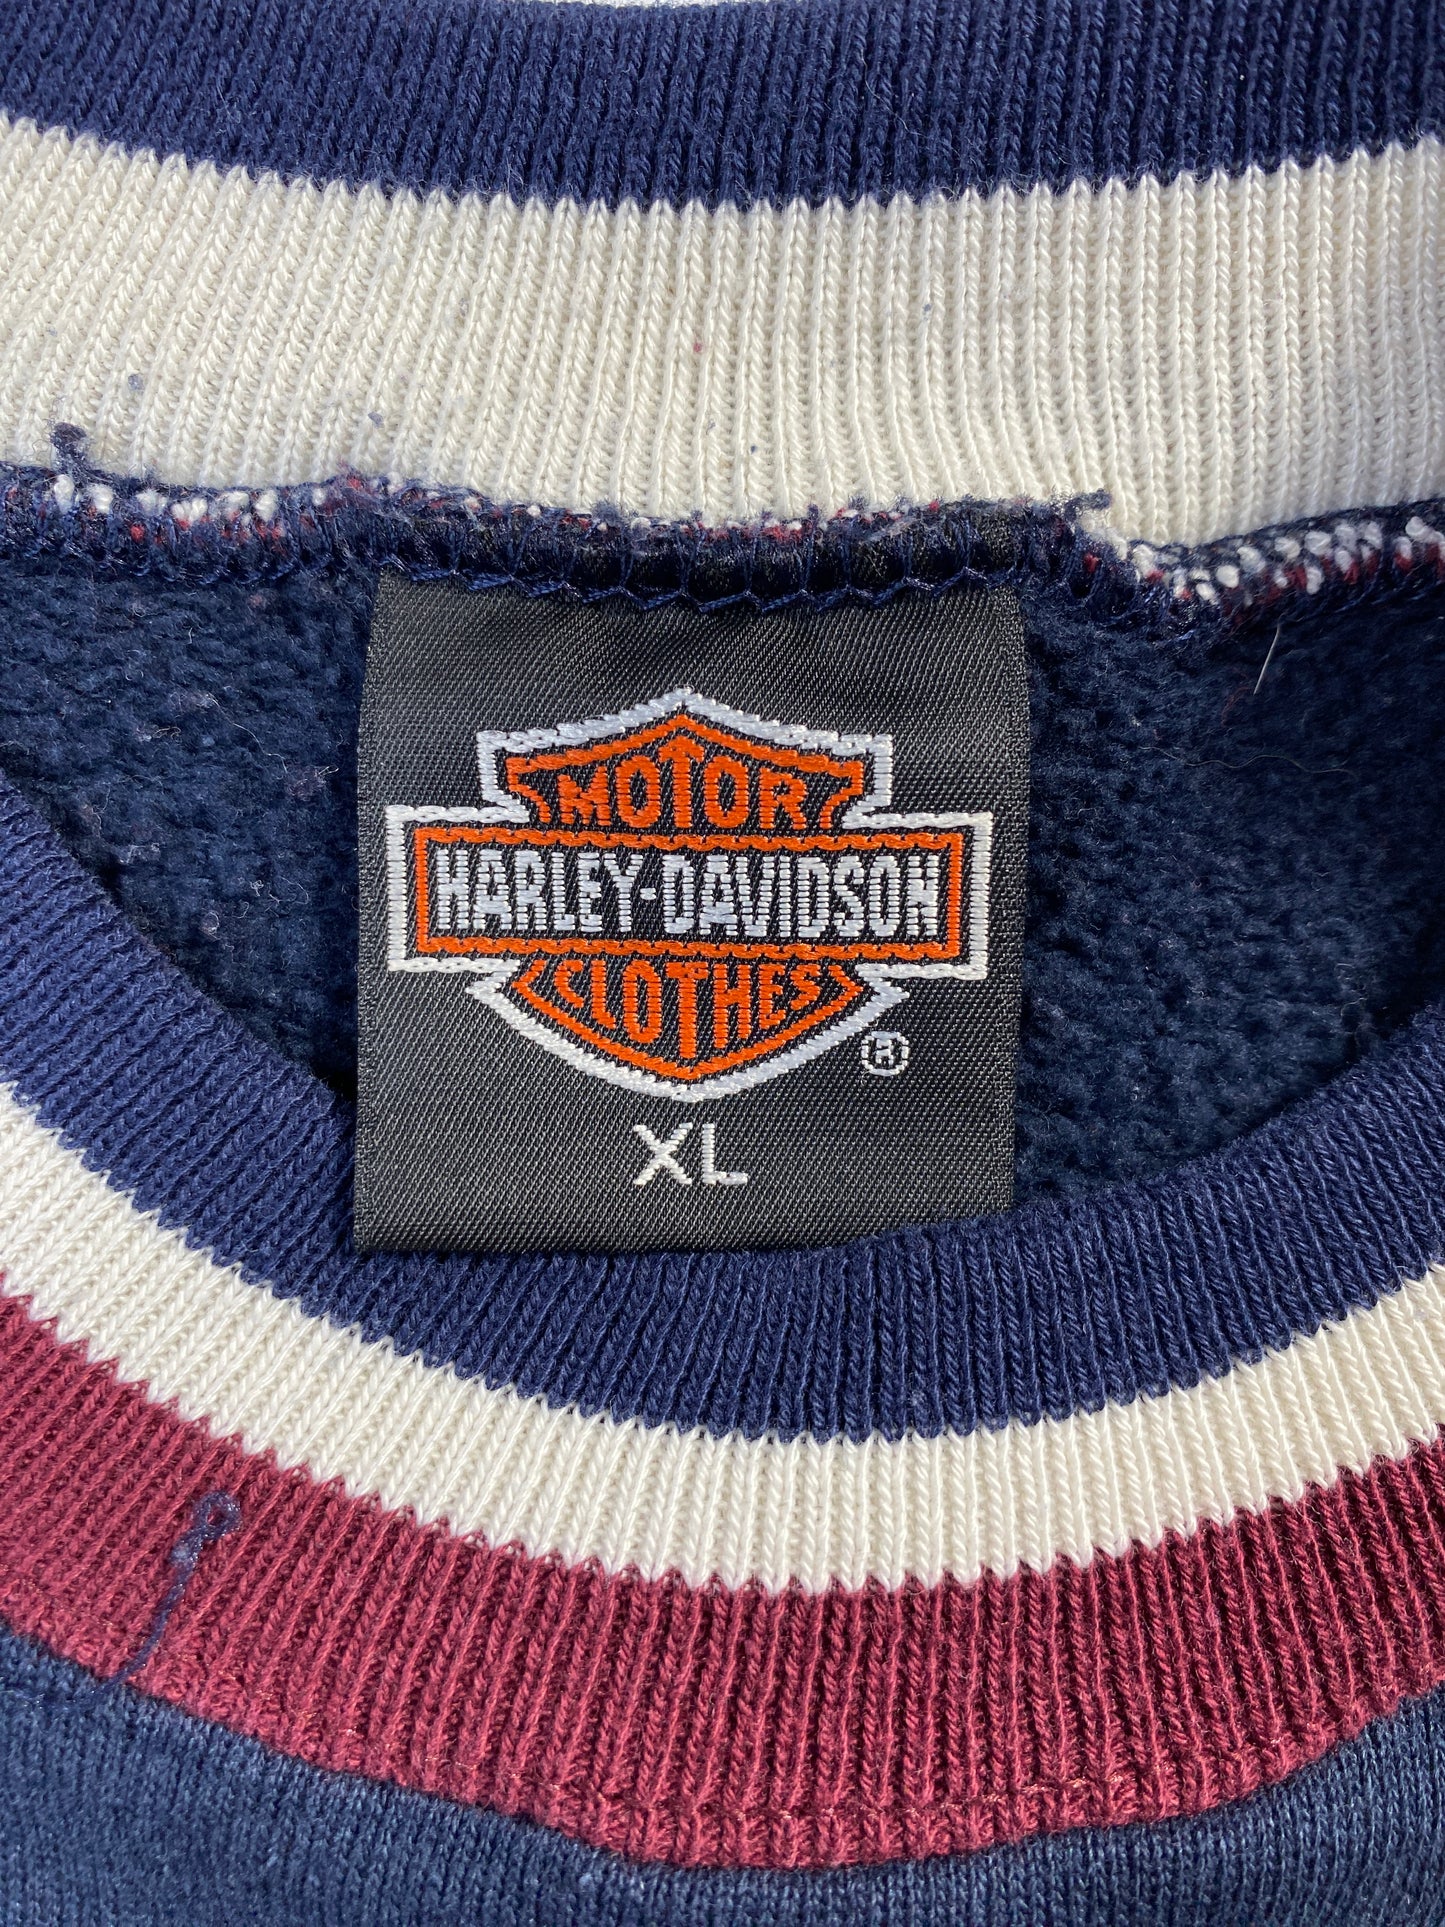 MOTOR
HARLEY-DAVIDSON
CLOTHES
®
XL